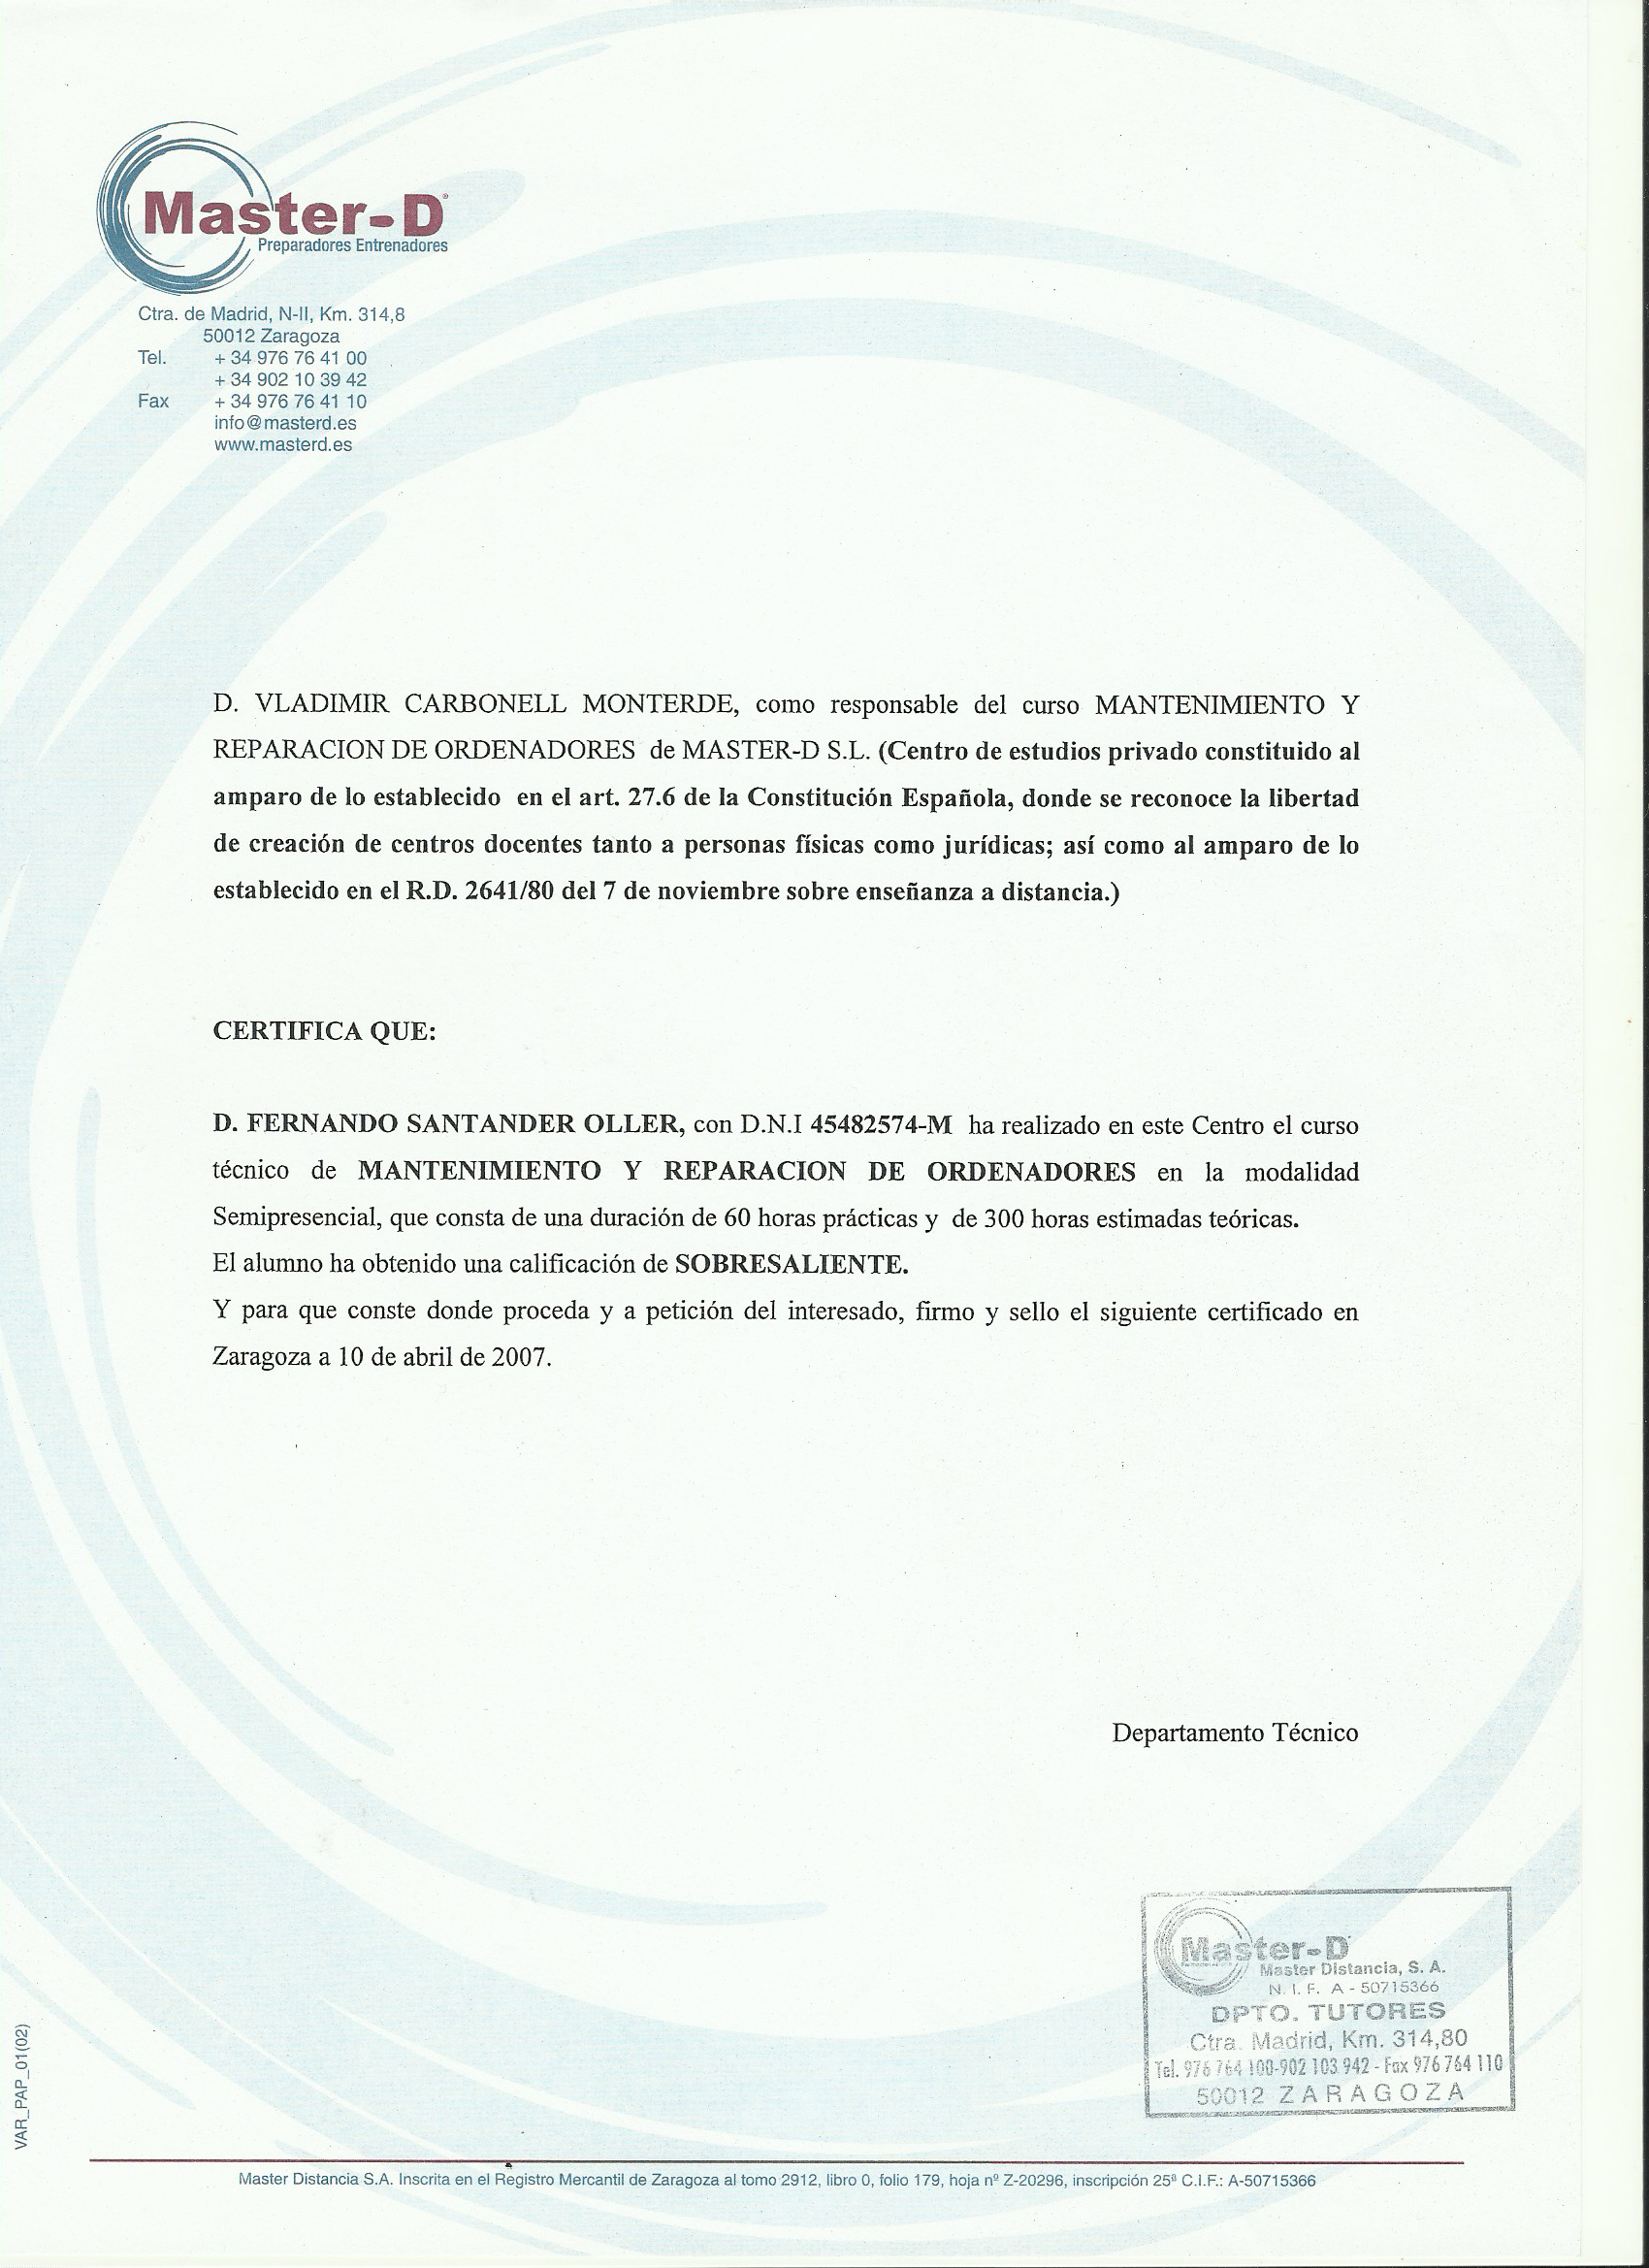 Master-D®
Preparadores Entrenadores
Ctra. de Madrid, N-II, Km. 314,8
50012 Zaragoza
Tel. + 34 976 76 41 00
+ 34 902 10 39 42
Fax + 34 976 76 41 10
info@masterd.es
www.masterd.es
D. VLADIMIR CARBONELL MONTERDE, como responsable del curso MANTENIMIENTO Y
REPARACION DE ORDENADORES de MASTER-D S.L. (Centro de estudios privado constituido al
amparo de lo establecido en el art. 27.6 de la Constitución Española, donde se reconoce la libertad
de creación de centros docentes tanto a personas físicas como jurídicas; así como al amparo de lo
establecido en el R.D. 2641/80 del 7 de noviembre sobre enseñanza a distancia.)
CERTIFICA QUE:
D. FERNANDO SANTANDER OLLER, con D.N.I 45482574-M ha realizado en este Centro el curso
técnico de MANTENIMIENTO Y REPARACION DE ORDENADORES en la modalidad
Semipresencial, que consta de una duración de 60 horas prácticas y de 300 horas estimadas teóricas.
El alumno ha obtenido una calificación de SOBRESALIENTE.
Y para que conste donde proceda y a petición del interesado, firmo y sello el siguiente certificado en
Zaragoza a 10 de abril de 2007.
Departamento Técnico
Master-D
Master Distancia, S. A.
N. I. F. A - 50715366
DPTO. TUTORES
Ctra. Madrid, Km. 314,80
Tel. 976 764 100-902 103 942 - Fax 976 764 110
50012 ZARAGOZA
VAR_PAP_01(02)
Master Distancia S.A. Inscrita en el Registro Mercantil de Zaragoza al tomo 2912, libro 0, folio 179, hoja nº Z-20296, inscripción 25ª C.I.F.: A-50715366